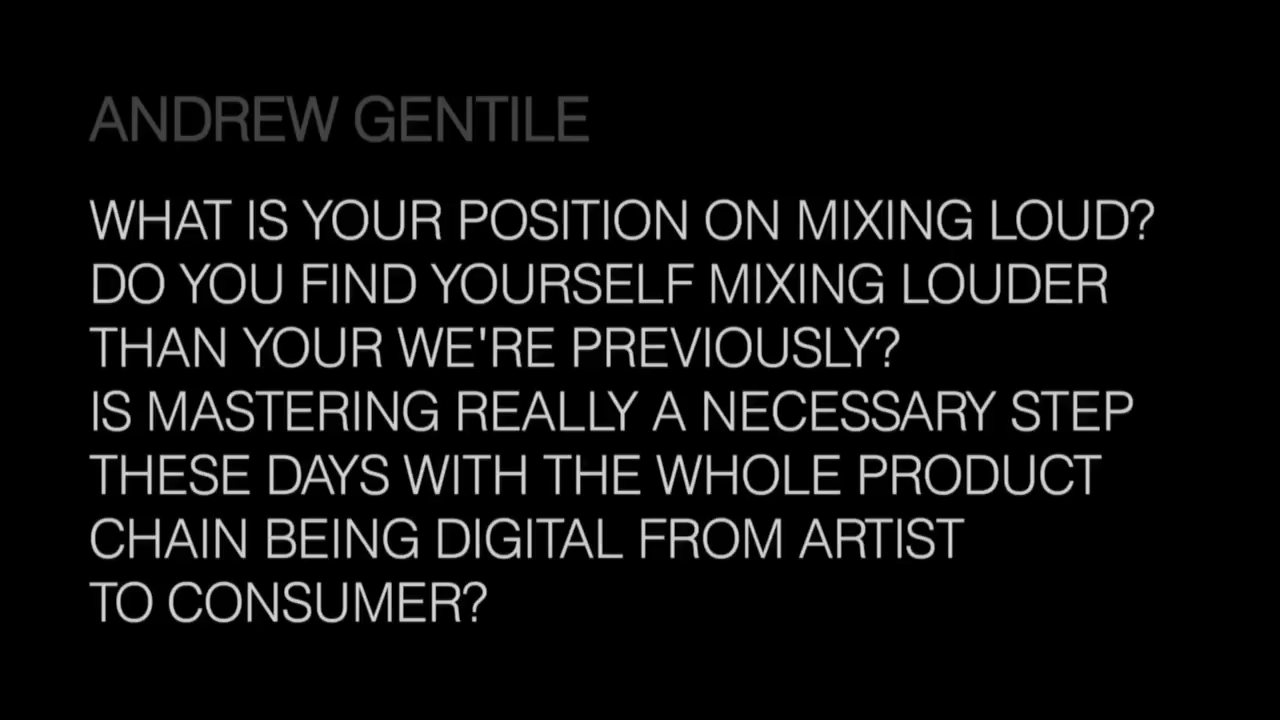 ANDREW GENTILE
WHAT IS YOUR POSITION ON MIXING LOUD?
DO YOU FIND YOURSELF MIXING LOUDER
THAN YOUR WE'RE PREVIOUSLY?
IS MASTERING REALLY A NECESSARY STEP
THESE DAYS WITH THE WHOLE PRODUCT
CHAIN BEING DIGITAL FROM ARTIST
TO CONSUMER?